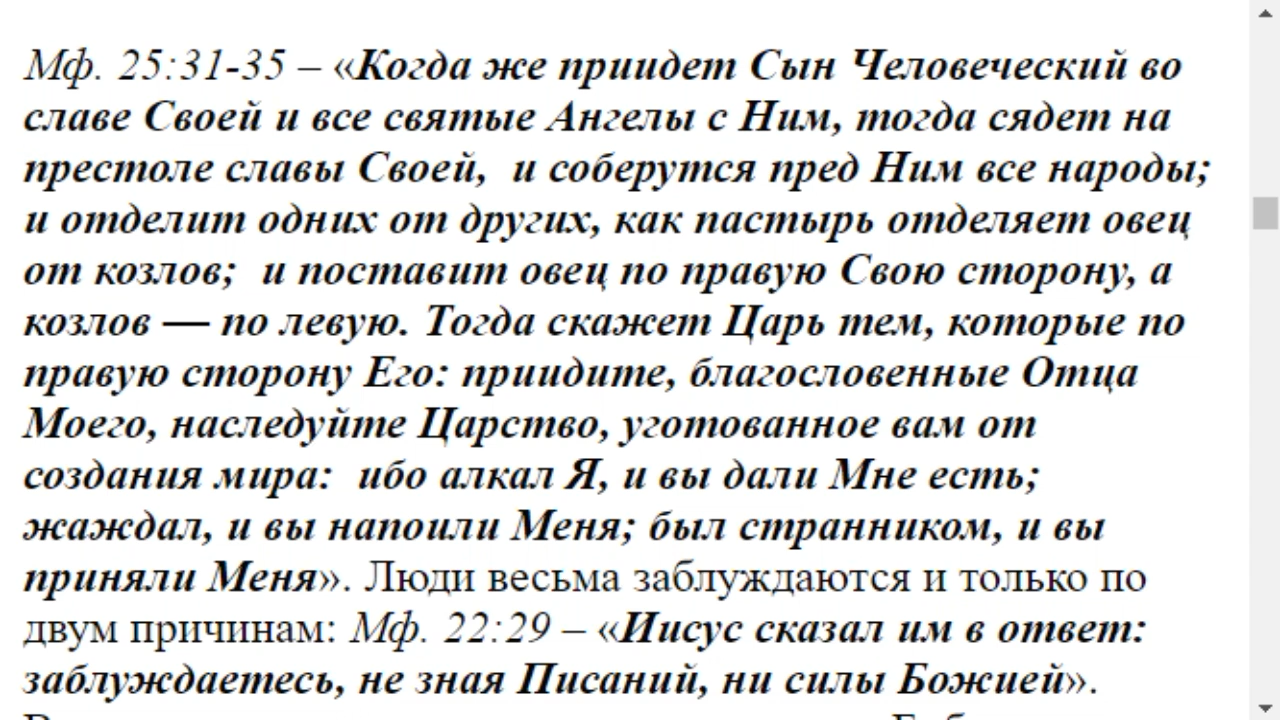 Мф. 25:31-35 – «Когда же приидет Сын Человеческий во
славе Своей и все святые Ангелы с Ним, тогда сядет на
престоле славы Своей,  и соберутся пред Ним все народы;
и отделит одних от других, как пастырь отделяет овец
от козлов;  и поставит овец по правую Свою сторону, а
козлов — по левую. Тогда скажет Царь тем, которые по
правую сторону Его: приидите, благословенные Отца
Моего, наследуйте Царство, уготованное вам от
создания мира:  ибо алкал Я, и вы дали Мне есть;
жаждал, и вы напоили Меня; был странником, и вы
приняли Меня». Люди весьма заблуждаются и только по
двум причинам: Мф. 22:29 – «Иисус сказал им в ответ:
заблуждаетесь, не зная Писаний, ни силы Божией».